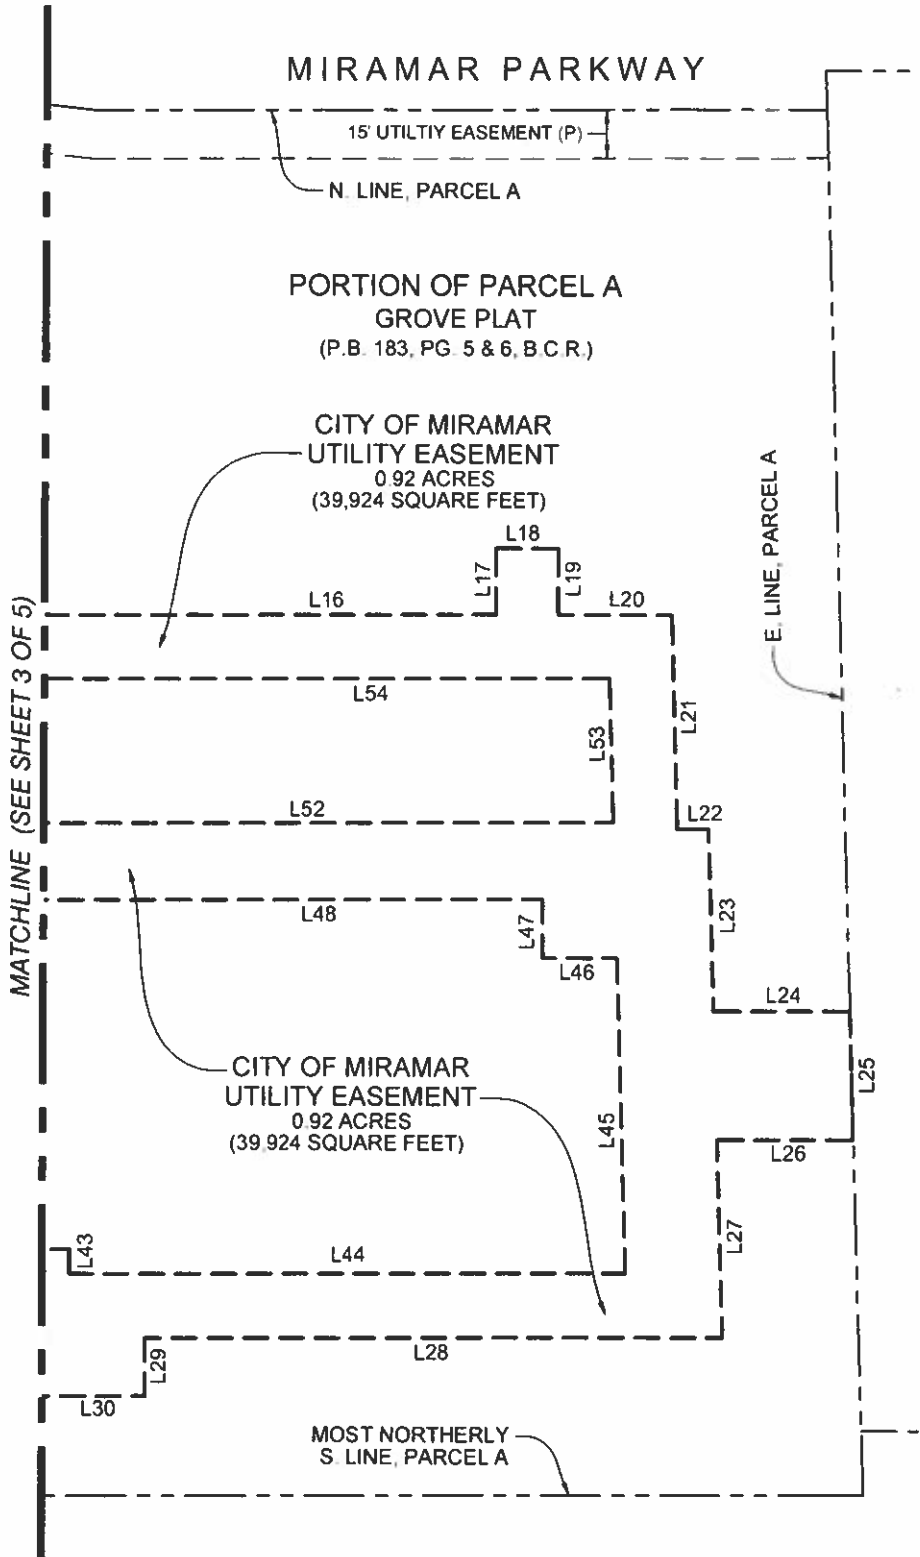 MIRAMAR PARKWAY
15' UTILTIY EASEMENT (P)
N. LINE, PARCEL A
PORTION OF PARCEL A
GROVE PLAT
(P.B. 183, PG. 5 & 6, B.C.R.)
CITY OF MIRAMAR
UTILITY EASEMENT
0.92 ACRES
(39,924 SQUARE FEET)
E. LINE, PARCEL A
MATCHLINE (SEE SHEET 3 OF 5)
L18
L17
L19
L16
L20
L54
L21
L53
L52
L22
L48
L47
L23
L46
L24
CITY OF MIRAMAR
UTILITY EASEMENT
0.92 ACRES
(39,924 SQUARE FEET)
L25
L45
L26
L27
L43
L44
L29
L28
L30
MOST NORTHERLY
S. LINE, PARCEL A